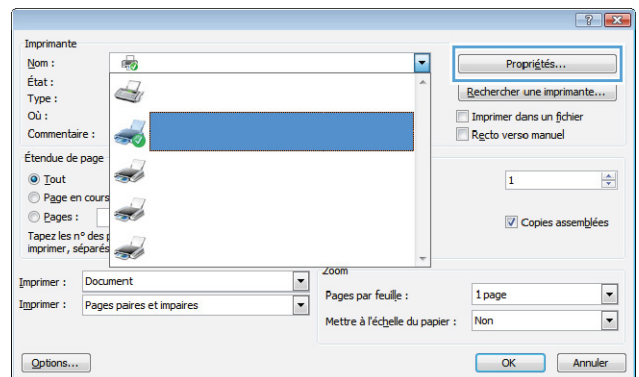 Imprimante
Nom :
Propriétés...
État :
Type :
Rechercher une imprimante...
Où :
Imprimer dans un fichier
Commentaire :
Recto verso manuel
Étendue de page
Tout
1
Page en cours
Pages :
Copies assemblées
Tapez les n° des
imprimer, séparés
Zoom
Imprimer : Document
Pages par feuille : 1 page
Imprimer : Pages paires et impaires
Mettre à l'échelle du papier : Non
Options...
OK
Annuler